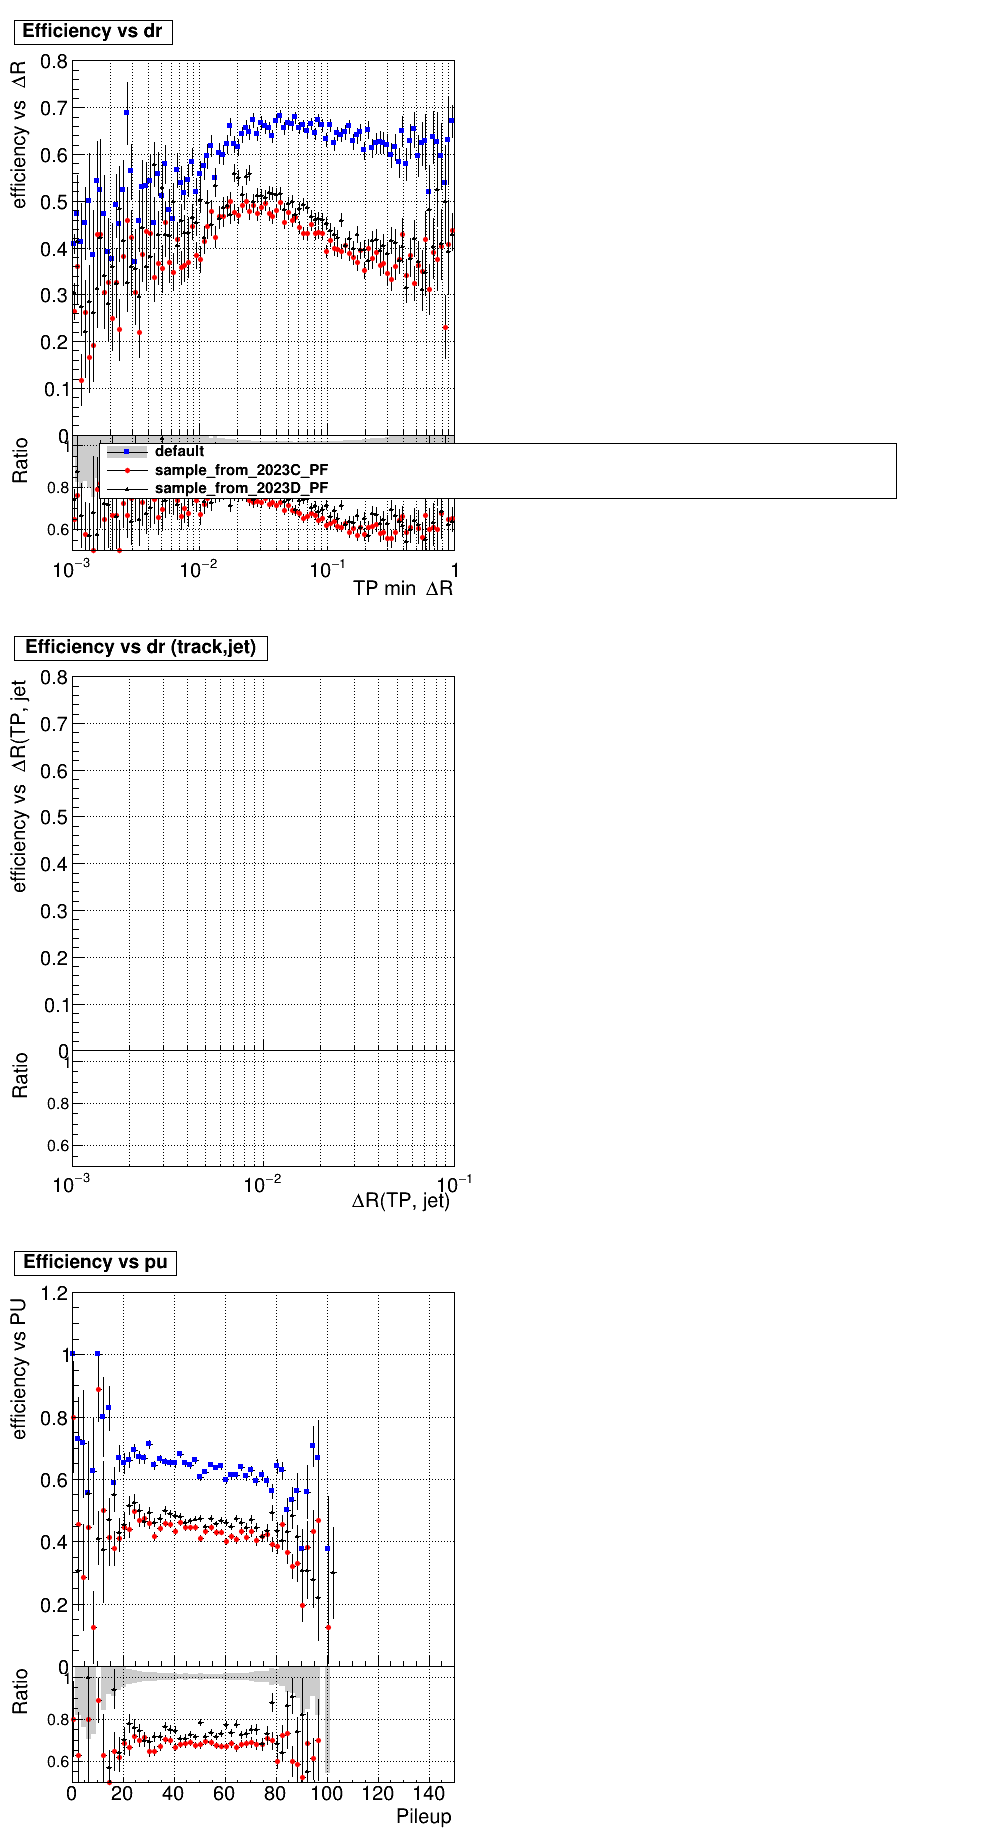 Efficiency vs dr
efficiency vs ΔR
0.8
0.7
0.6
0.5
0.4
0.3
0.2
0.1
0
Ratio
1
0.8
0.6
default
sample_from_2023C_PF
sample_from_2023D_PF
10⁻³ 10⁻² 10⁻¹ 1
TP min ΔR
Efficiency vs dr (track,jet)
efficiency vs ΔR(TP, jet
0.8
0.7
0.6
0.5
0.4
0.3
0.2
0.1
0
Ratio
1
0.8
0.6
10⁻³ 10⁻² 10⁻¹
ΔR(TP, jet)
Efficiency vs pu
efficiency vs PU
1.2
1
0.8
0.6
0.4
0.2
0
Ratio
1
0.8
0.6
0 20 40 60 80 100 120 140
Pileup